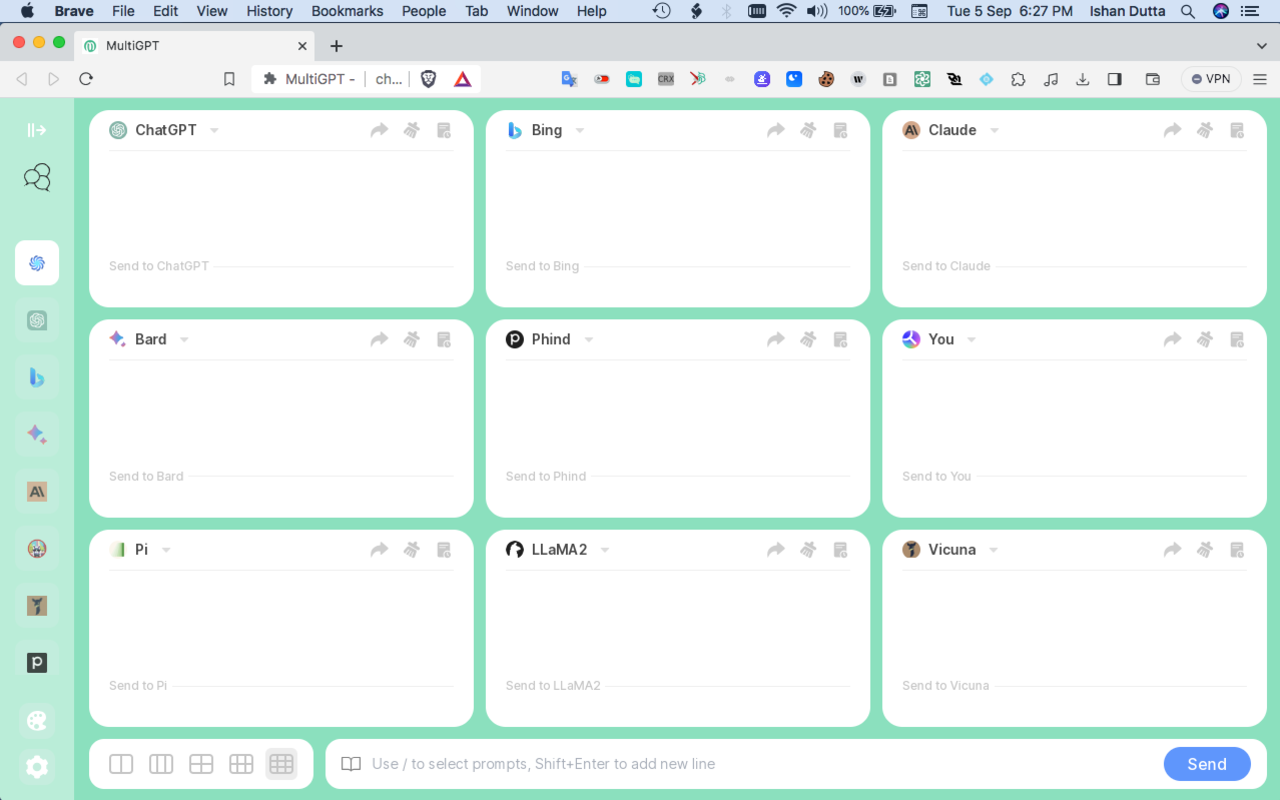 Brave File Edit View History Bookmarks People Tab Window Help 100% Tue 5 Sep 6:27 PM Ishan Dutta
MultiGPT
MultiGPT - ch... CRX W VPN
ChatGPT
Send to ChatGPT
Bing
Send to Bing
Claude
Send to Claude
Bard
Send to Bard
Phind
Send to Phind
You
Send to You
Pi
Send to Pi
LLaMA2
Send to LLaMA2
Vicuna
Send to Vicuna
Use / to select prompts, Shift+Enter to add new line
Send